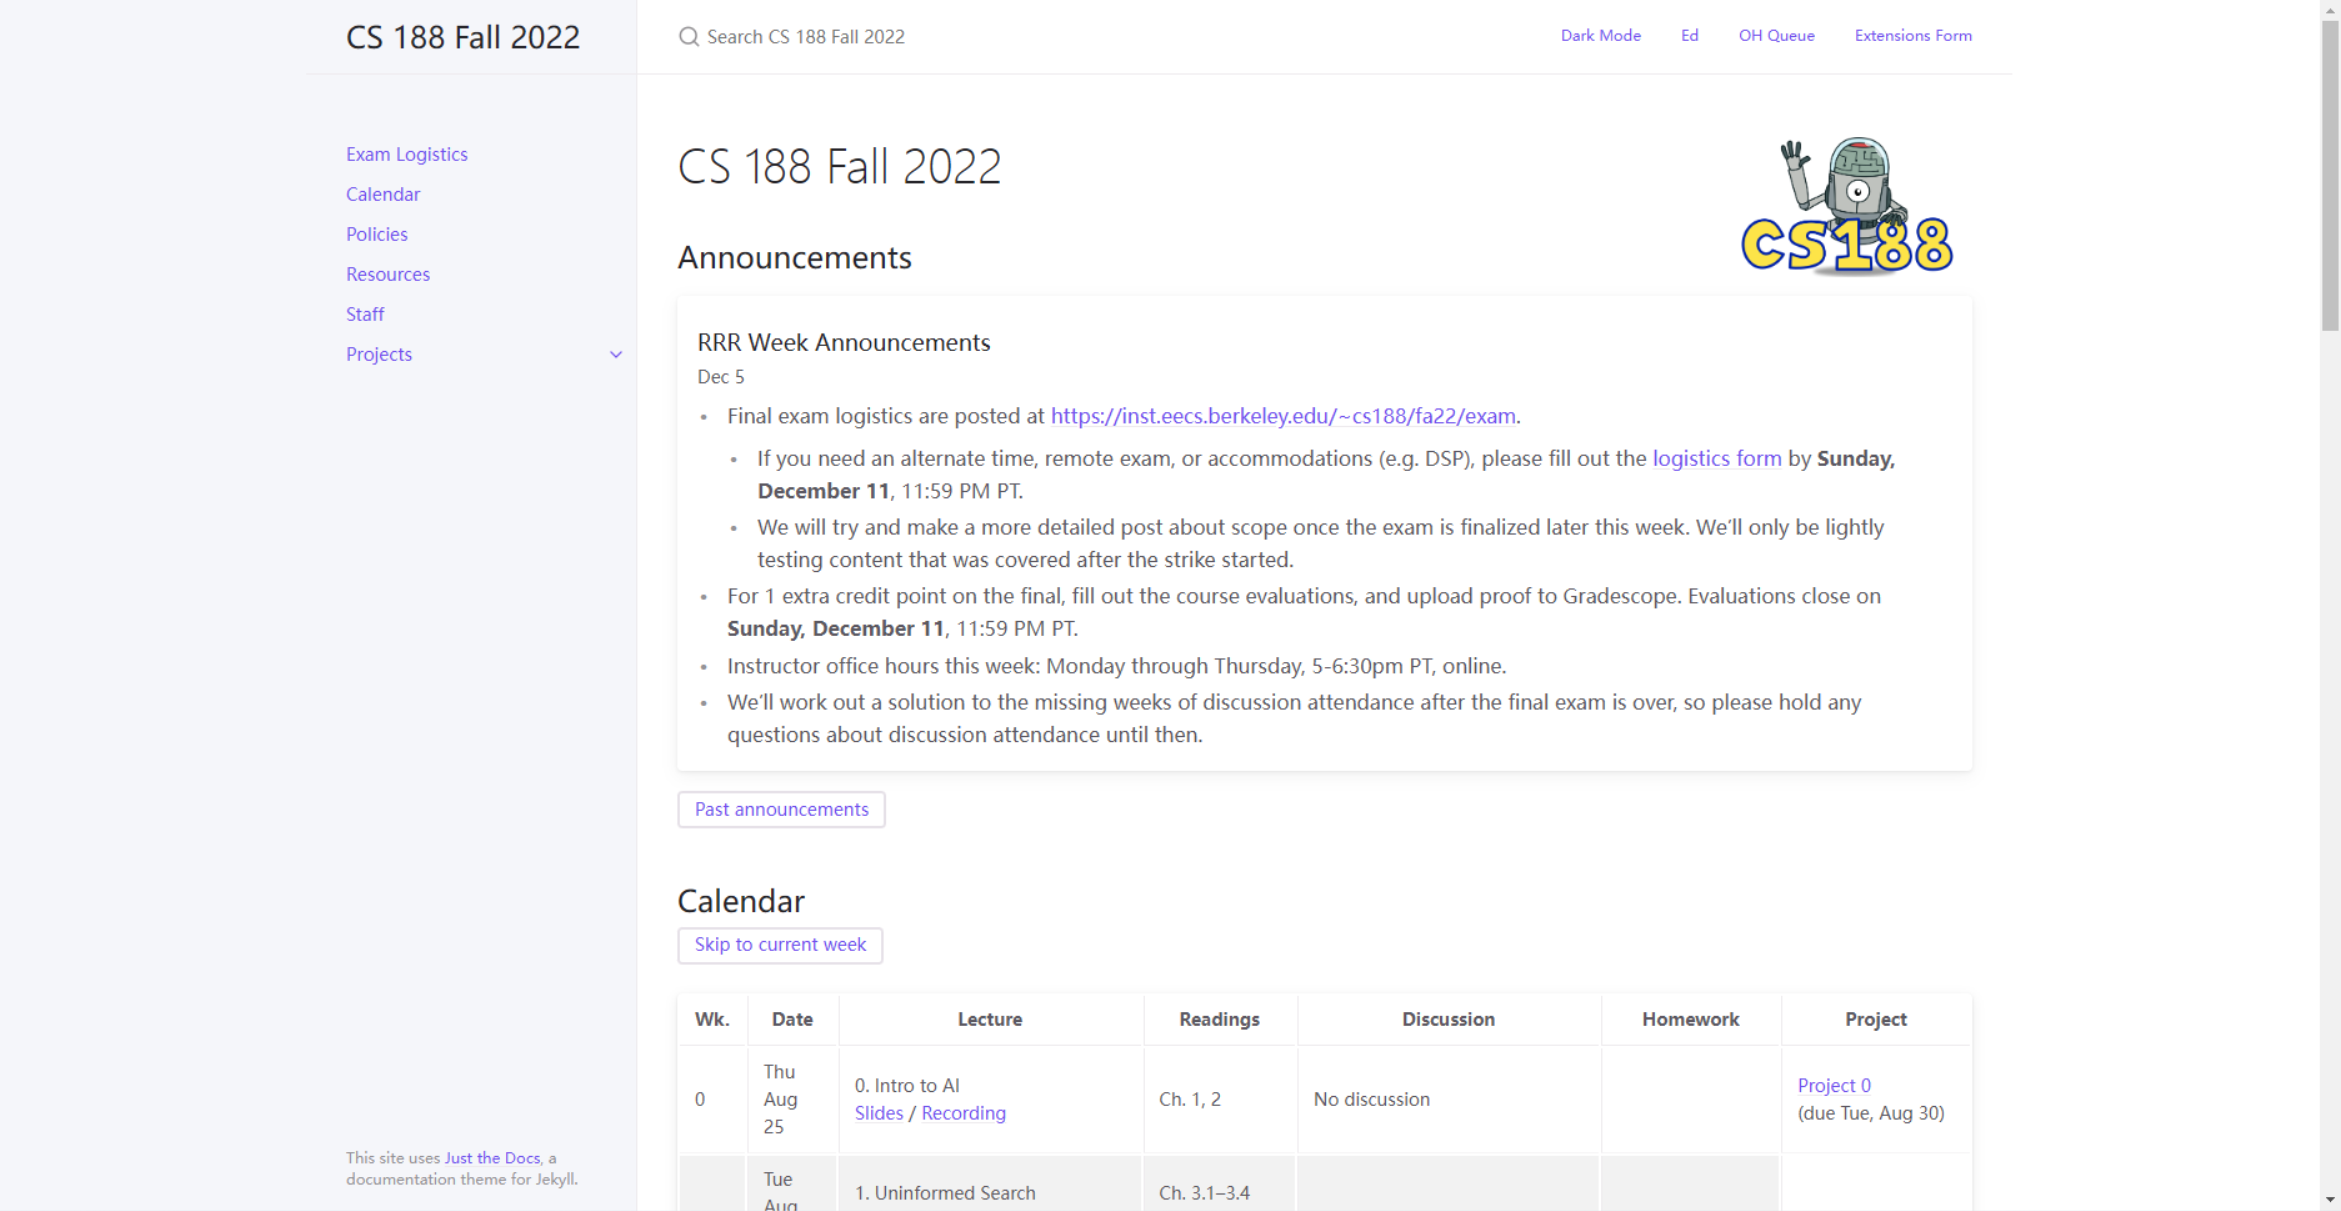 CS 188 Fall 2022
Search CS 188 Fall 2022
Dark Mode
Ed
OH Queue
Extensions Form
Exam Logistics
Calendar
Policies
Resources
Staff
Projects
This site uses Just the Docs, a
documentation theme for Jekyll.
CS 188 Fall 2022
CS188
Announcements
RRR Week Announcements
Dec 5
Final exam logistics are posted at https://inst.eecs.berkeley.edu/~cs188/fa22/exam.
If you need an alternate time, remote exam, or accommodations (e.g. DSP), please fill out the logistics form by Sunday,
December 11, 11:59 PM PT.
We will try and make a more detailed post about scope once the exam is finalized later this week. We’ll only be lightly
testing content that was covered after the strike started.
For 1 extra credit point on the final, fill out the course evaluations, and upload proof to Gradescope. Evaluations close on
Sunday, December 11, 11:59 PM PT.
Instructor office hours this week: Monday through Thursday, 5-6:30pm PT, online.
We’ll work out a solution to the missing weeks of discussion attendance after the final exam is over, so please hold any
questions about discussion attendance until then.
Past announcements
Calendar
Skip to current week
Wk. Date Lecture Readings Discussion Homework Project
0
Thu
Aug
25
0. Intro to AI
Slides / Recording
Ch. 1, 2
No discussion
Project 0
(due Tue, Aug 30)
Tue
Aug
1. Uninformed Search
Ch. 3.1–3.4